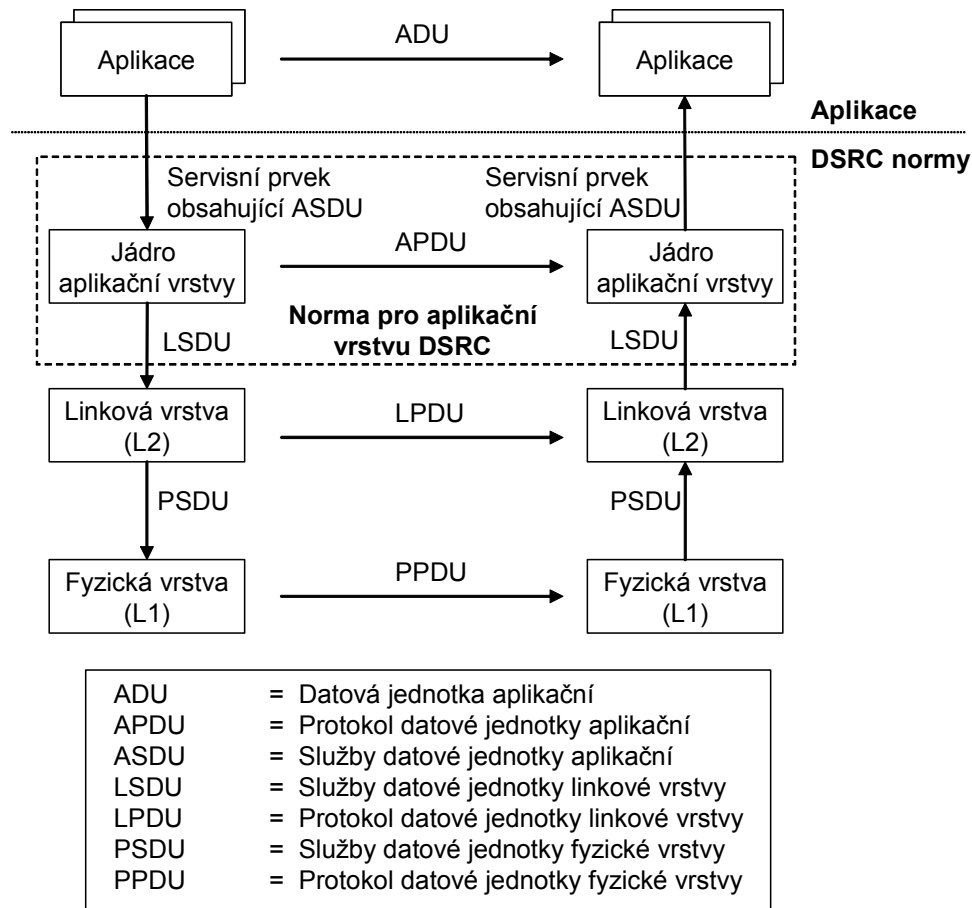 ADU
Aplikace
Aplikace
Aplikace
DSRC normy
Servisní prvek
obsahující ASDU
Servisní prvek
obsahující ASDU
APDU
Jádro
aplikační vrstvy
Jádro
aplikační vrstvy
Norma pro aplikační
vrstvu DSRC
LSDU
LSDU
Linková vrstva
(L2)
LPDU
Linková vrstva
(L2)
PSDU
PSDU
Fyzická vrstva
(L1)
PPDU
Fyzická vrstva
(L1)
ADU = Datová jednotka aplikační
APDU = Protokol datové jednotky aplikační
ASDU = Služby datové jednotky aplikační
LSDU = Služby datové jednotky linkové vrstvy
LPDU = Protokol datové jednotky linkové vrstvy
PSDU = Služby datové jednotky fyzické vrstvy
PPDU = Protokol datové jednotky fyzické vrstvy